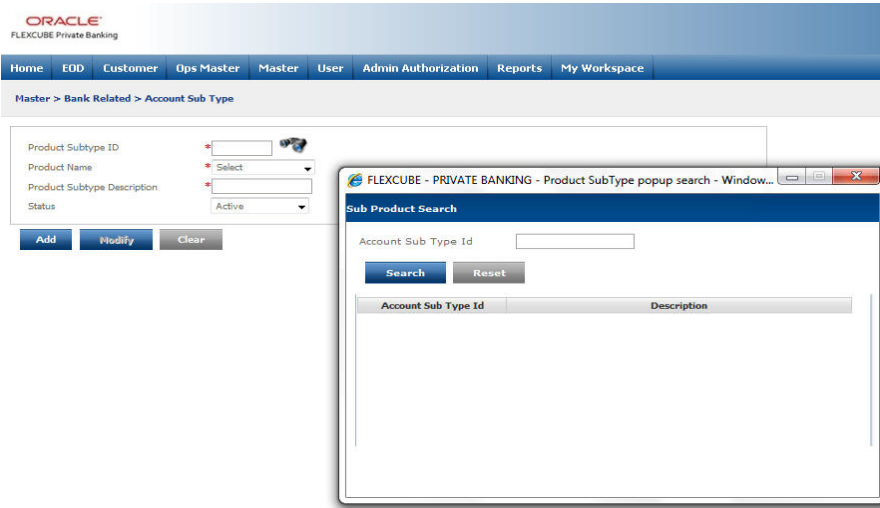 ORACLE®
FLEXCUBE Private Banking
Home EOD Customer Ops Master Master User Admin Authorization Reports My Workspace
Master > Bank Related > Account Sub Type
Product Subtype ID *
Product Name * Select
Product Subtype Description *
Status Active
Add Modify Clear
FLEXCUBE - PRIVATE BANKING - Product SubType popup search - Window...
Sub Product Search
Account Sub Type Id
Search Reset
Account Sub Type Id Description